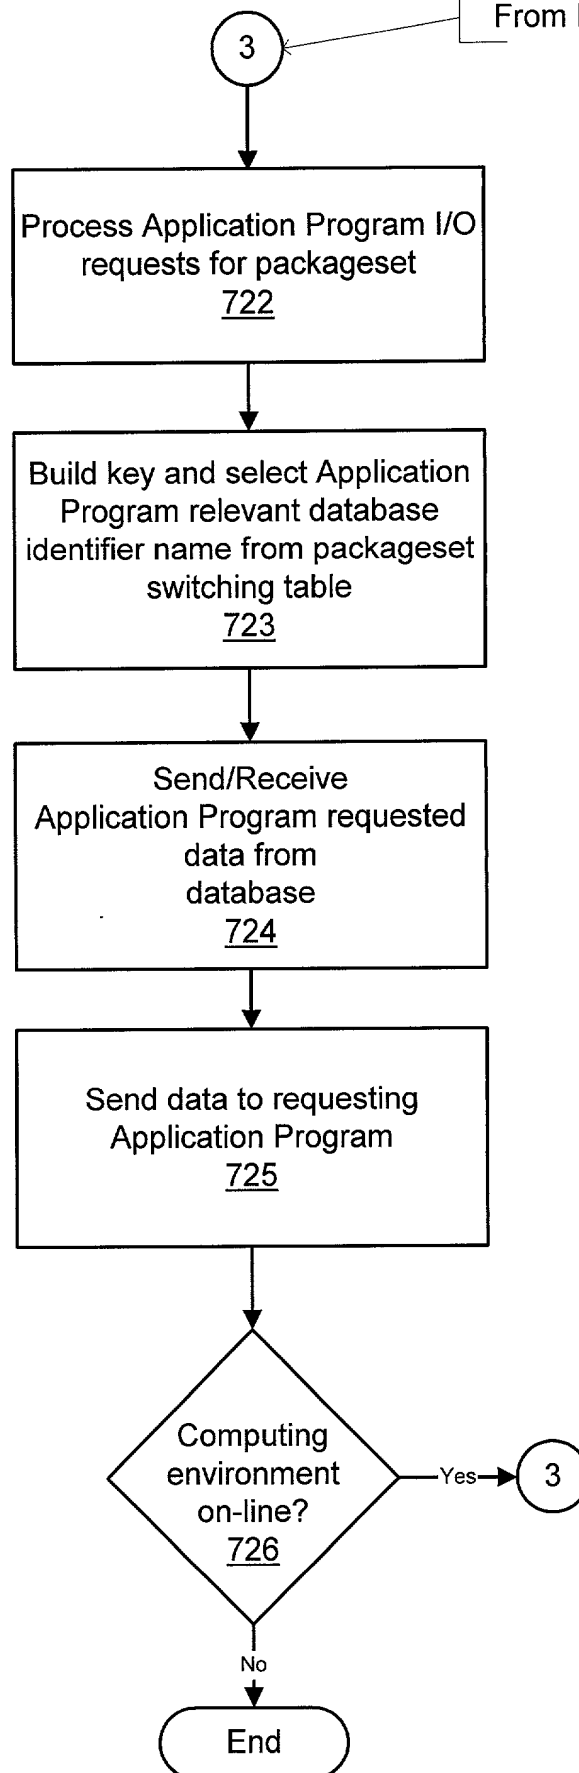 From
3
Process Application Program I/O
requests for packageset
722
Build key and select Application
Program relevant database
identifier name from packageset
switching table
723
Send/Receive
Application Program requested
data from
database
724
Send data to requesting
Application Program
725
Computing
environment
on-line?
726
Yes
3
No
End